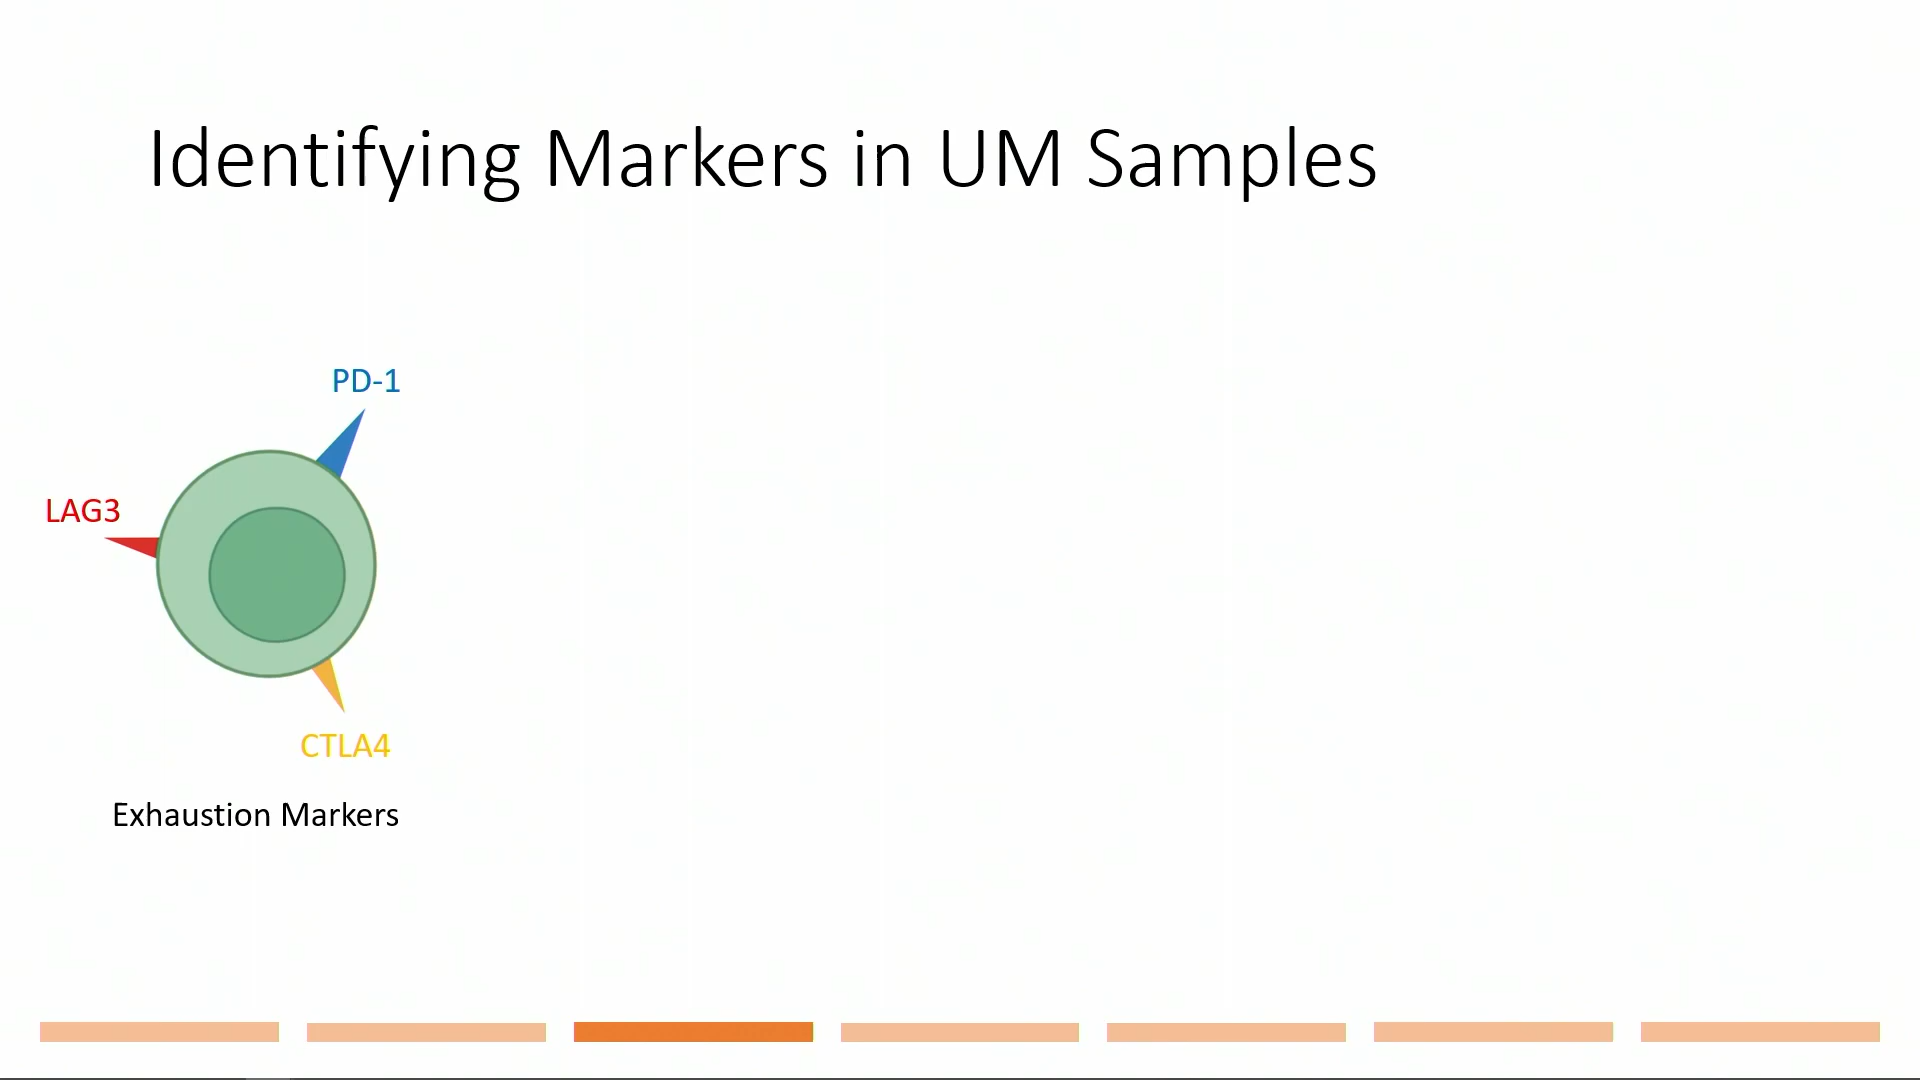 Identifying Markers in UM Samples
PD-1
LAG3
CTLA4
Exhaustion Markers